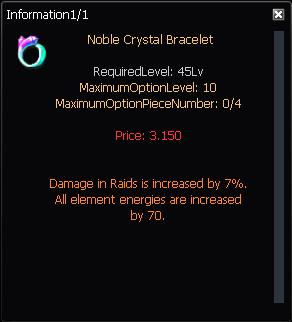 Information1/1
Noble Crystal Bracelet
RequiredLevel: 45Lv
MaximumOptionLevel: 10
MaximumOptionPieceNumber: 0/4
Price: 3.150
Damage in Raids is increased by 7%.
All element energies are increased
by 70.